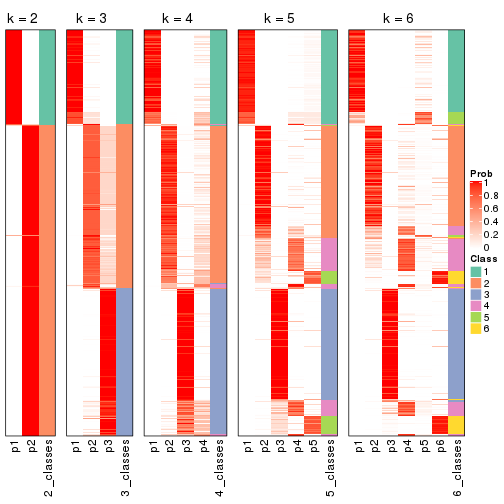 k = 2
k = 3
k = 4
k = 5
k = 6
p1
p2
2_classes
p1
p2
p3
3_classes
p1
p2
p3
p4
4_classes
p1
p2
p3
p4
p5
5_classes
p1
p2
p3
p4
p5
p6
6_classes
Prob
1
0.8
0.6
0.4
0.2
0
Class
1
2
3
4
5
6